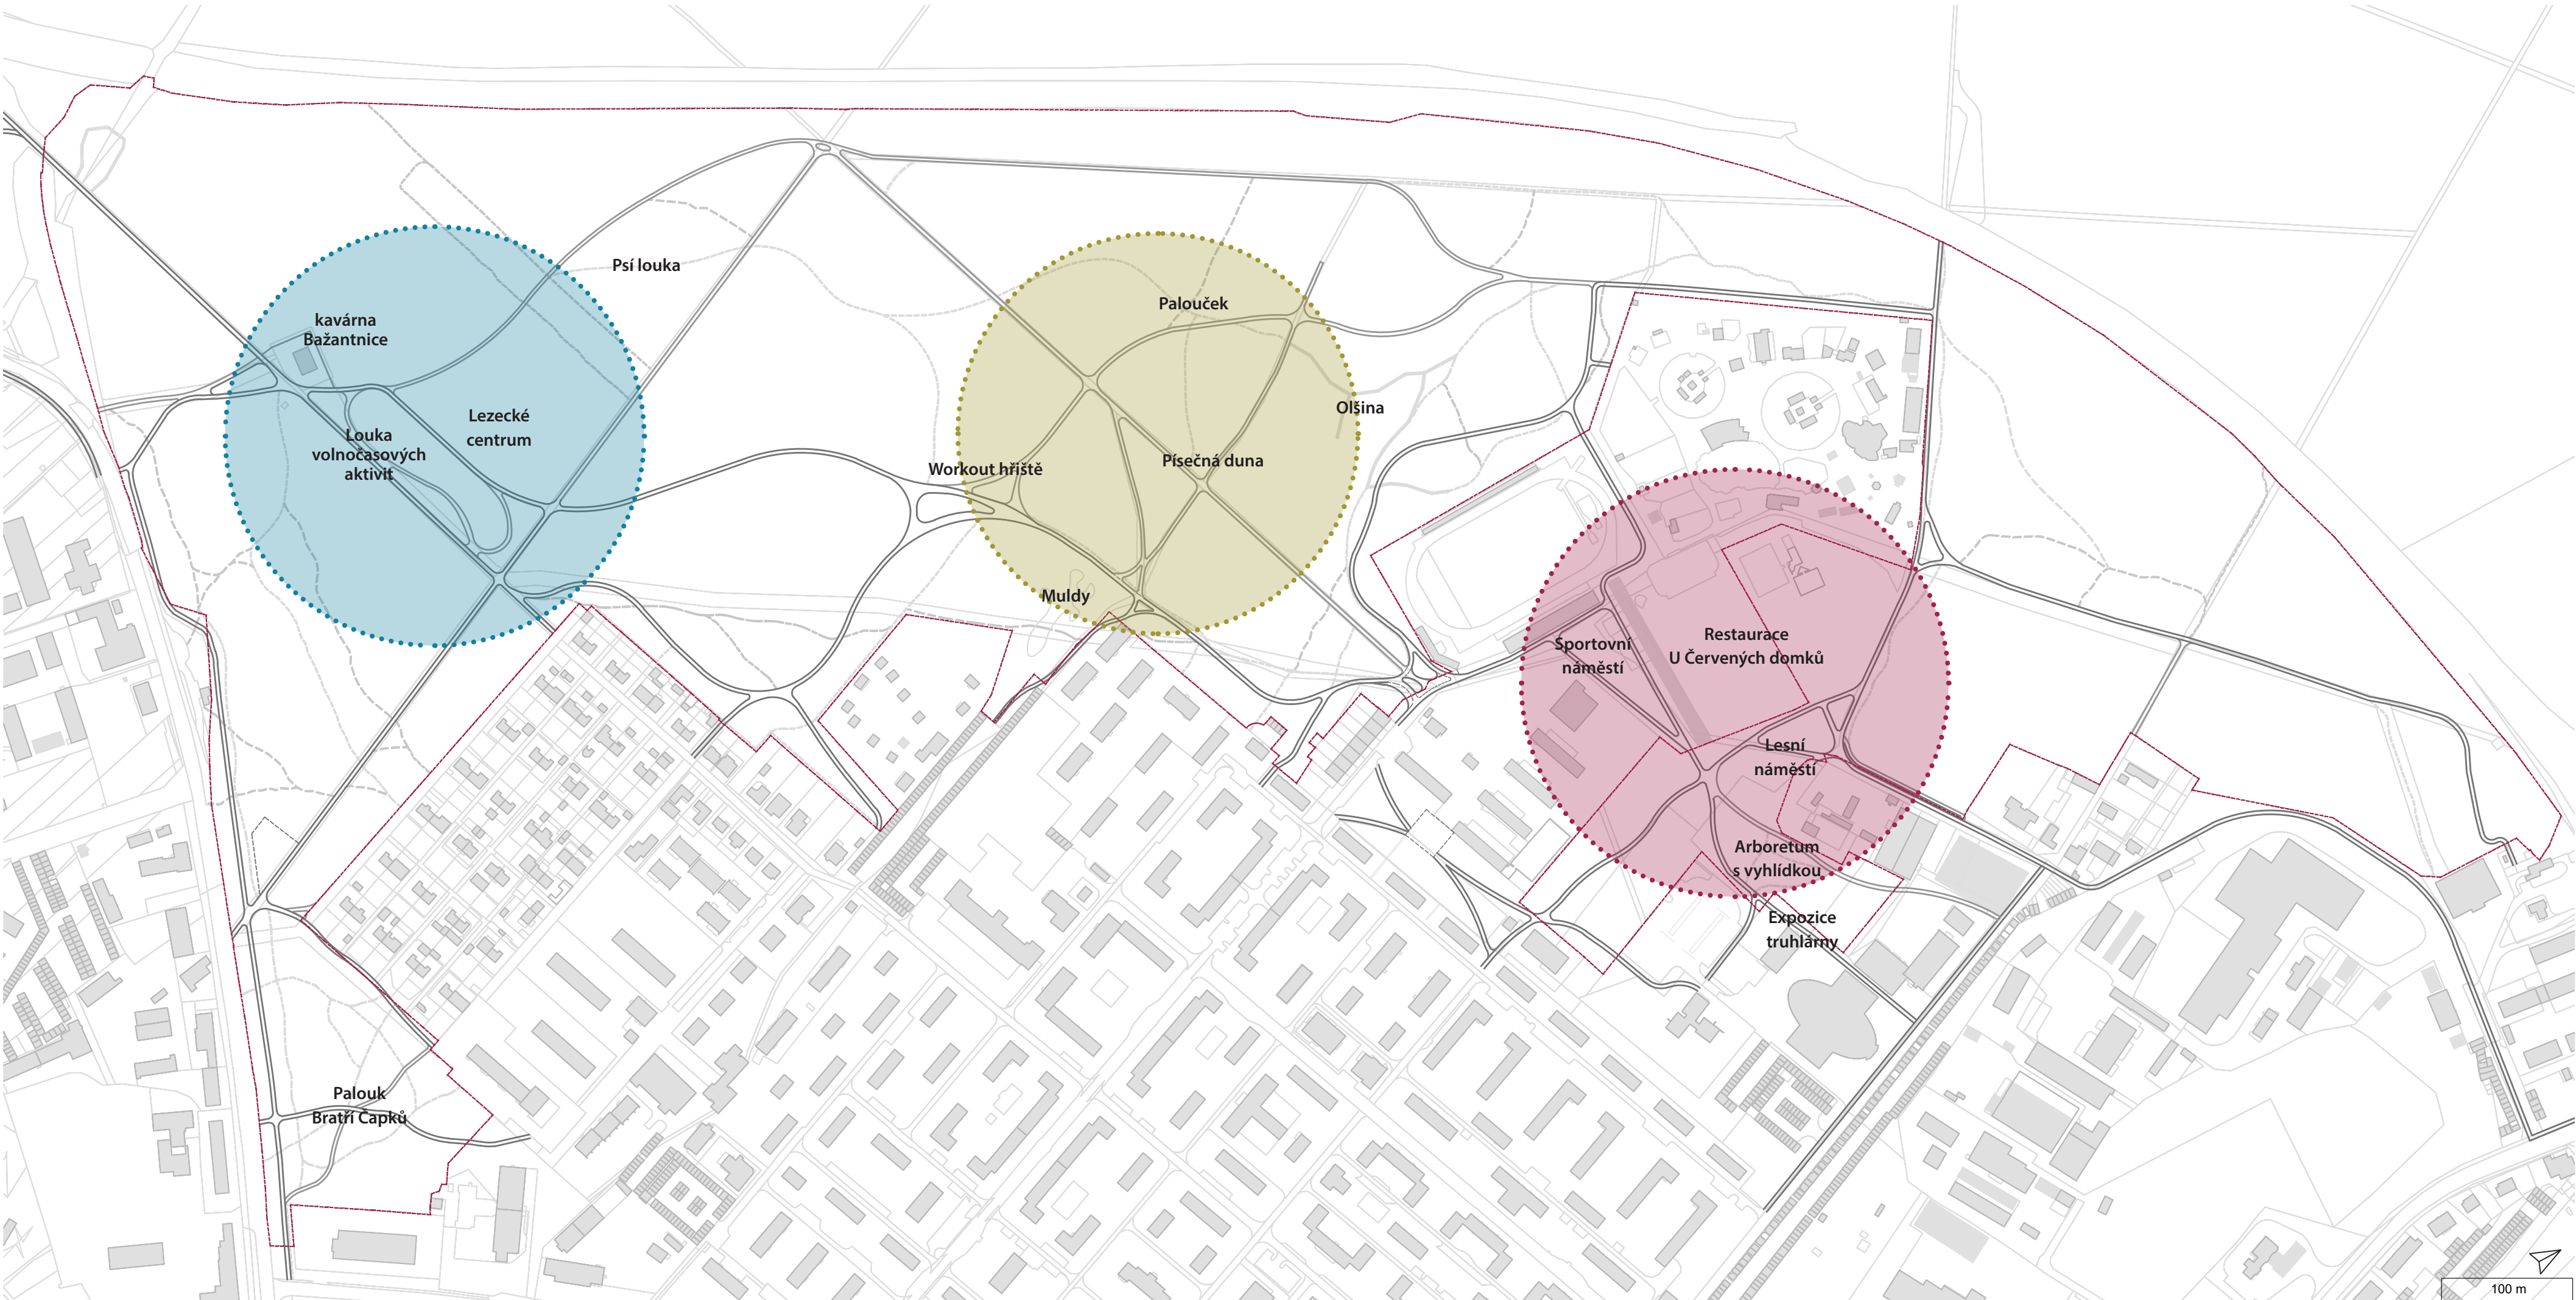 Psí louka
kavárna
Bažantnice
Lezecké
centrum
Louka
volnočasových
aktivit
Palouček
Olšina
Workout hřiště
Písečná duna
Muldy
Sportovní
náměstí
Restaurace
U Červených domků
Lesní
náměstí
Arboretum
s vyhlídkou
Expozice
truhlárny
Palouk
Bratří Čapků
100 m